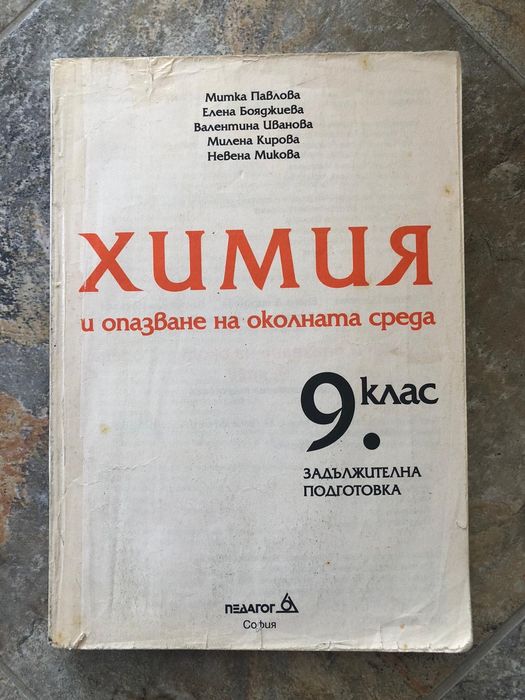 Митка Павлова
Елена Бояджиева
Валентина Иванова
Милена Кирова
Невена Микова
ХИМИЯ
и опазване на околната среда
9. клас
ЗАДЪЛЖИТЕЛНА
ПОДГОТОВКА
ПЕДАГОГ 6
София